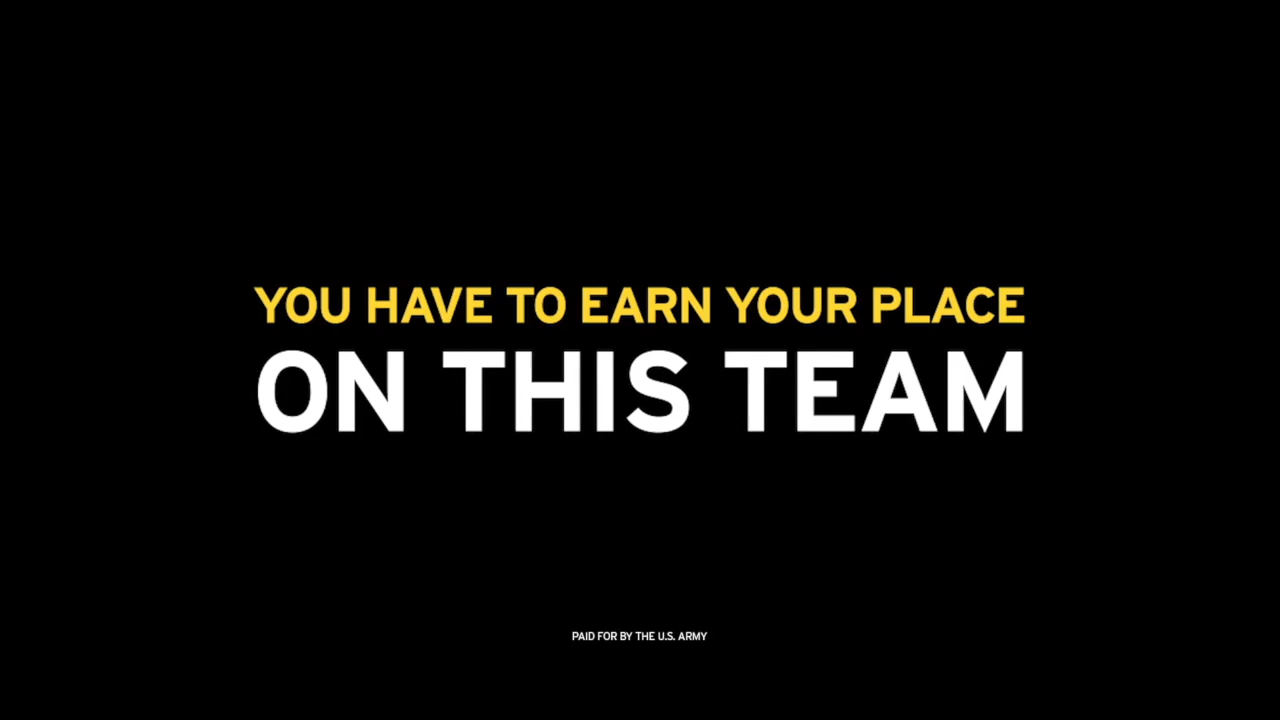 YOU HAVE TO EARN YOUR PLACE
ON THIS TEAM
PAID FOR BY THE U.S. ARMY